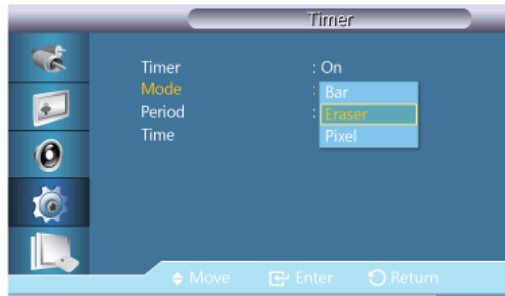 Timer
Timer : On
Mode : Bar
Eraser
Period :
Pixel
Time
Move Enter Return